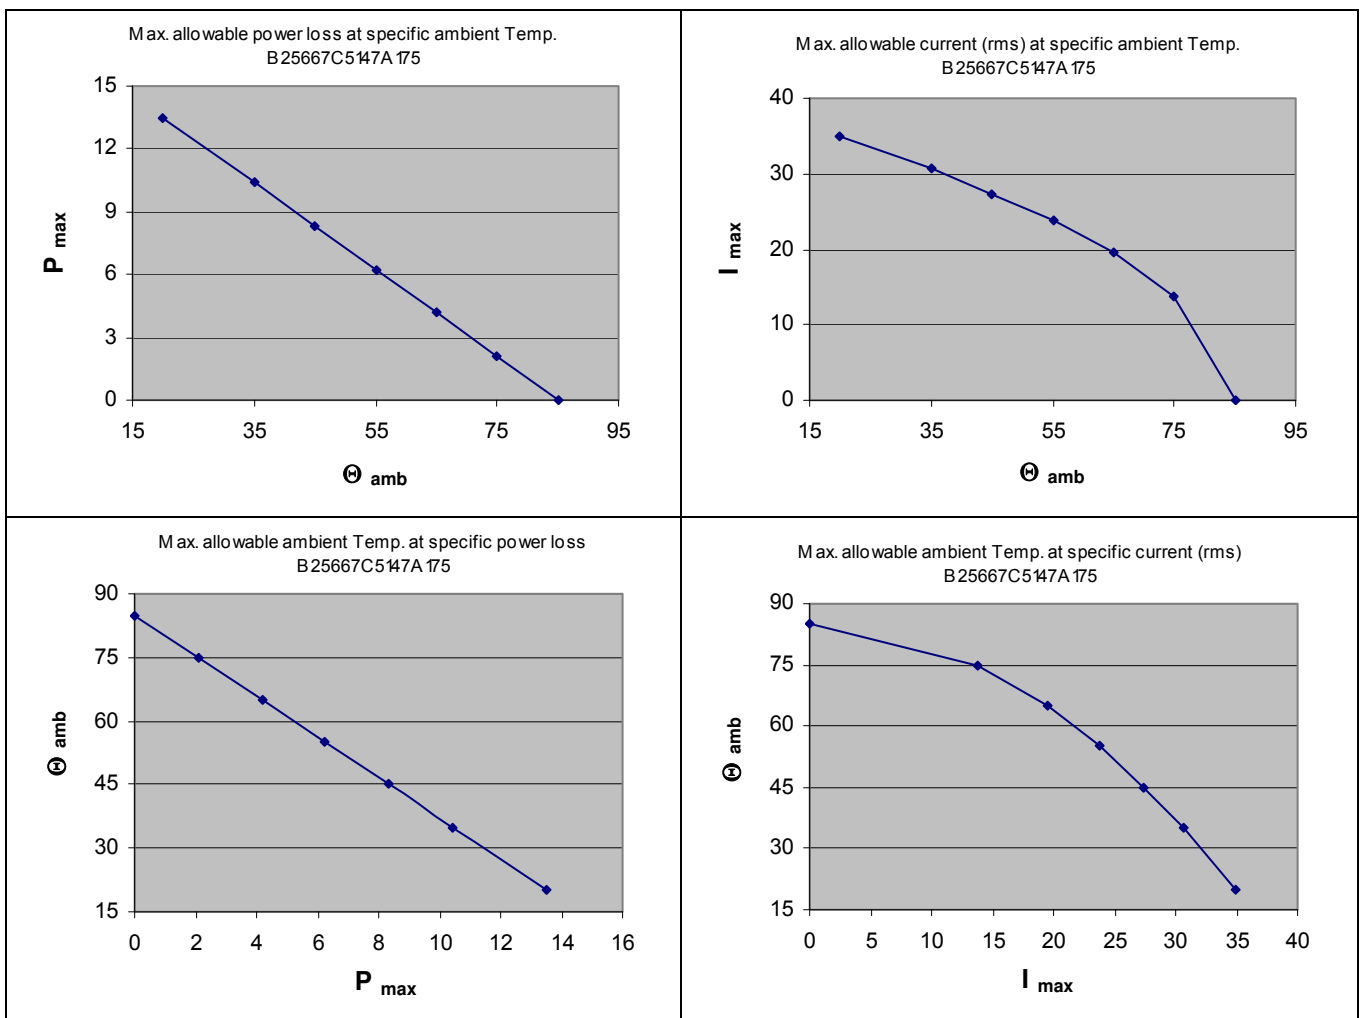 Max. allowable power loss at specific ambient Temp.
B25667C5147A175
15
12
9
6
3
0
15 35 55 75 95
P max
Θ amb
Max. allowable current (rms) at specific ambient Temp.
B25667C5147A175
40
30
20
10
0
15 35 55 75 95
I max
Θ amb
Max. allowable ambient Temp. at specific power loss
B25667C5147A175
90
75
60
45
30
15
0 2 4 6 8 10 12 14 16
Θ amb
P max
Max. allowable ambient Temp. at specific current (rms)
B25667C5147A175
90
75
60
45
30
15
0 5 10 15 20 25 30 35 40
Θ amb
I max